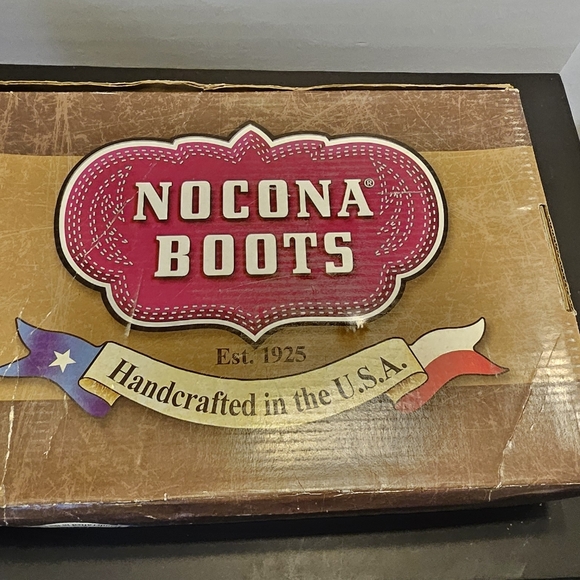 NOCONA®
BOOTS
Est. 1925
Handcrafted in the U.S.A.